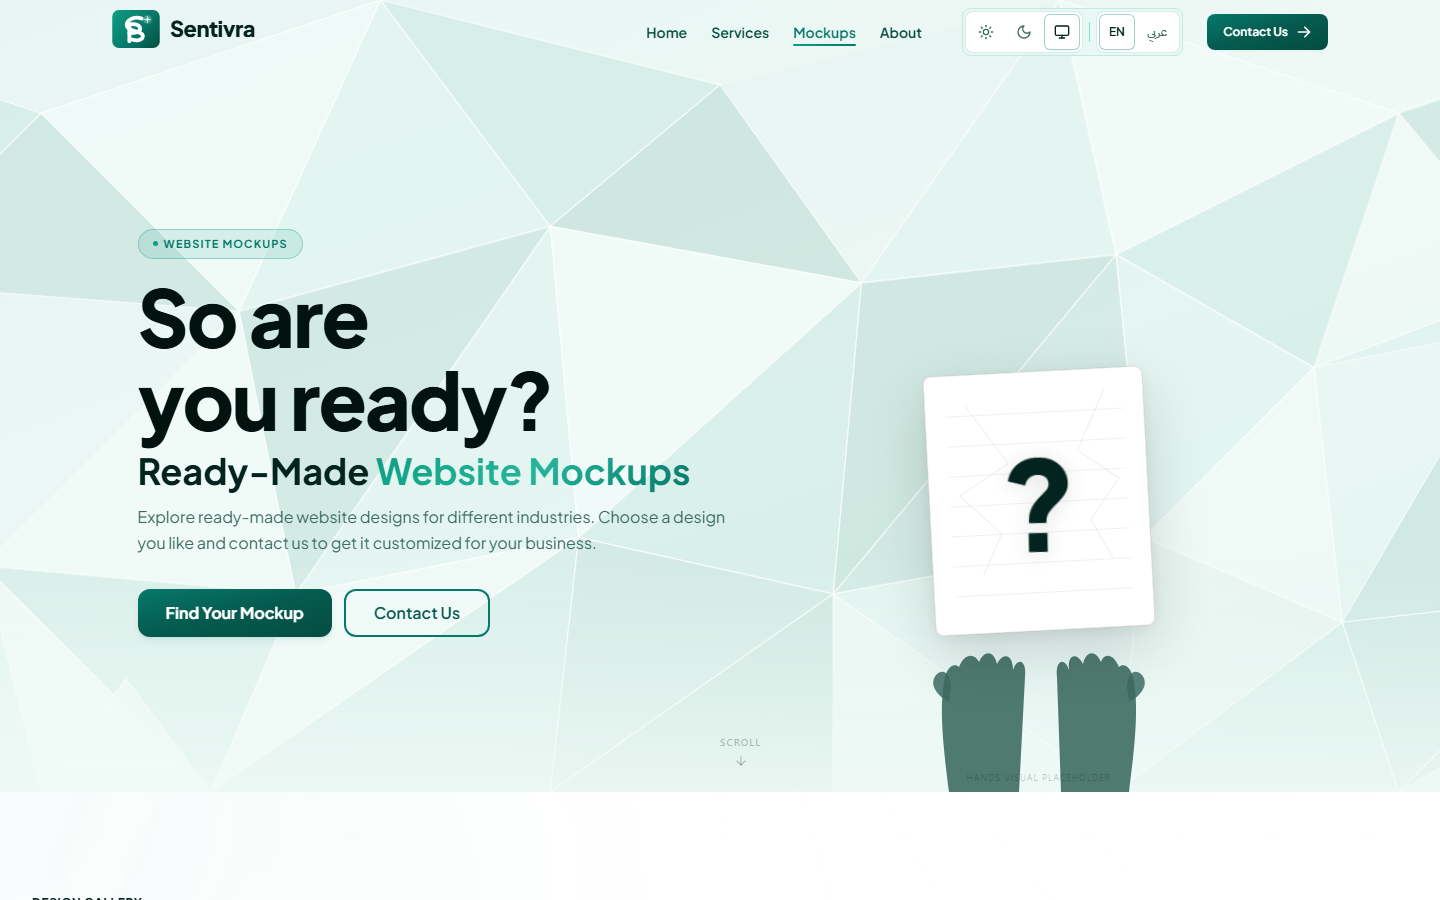 Sentivra
Home
Services
Mockups
About
EN
عربي
Contact Us
WEBSITE MOCKUPS
So are
you ready?
Ready-Made Website Mockups
Explore ready-made website designs for different industries. Choose a design
you like and contact us to get it customized for your business.
Find Your Mockup
Contact Us
?
SCROLL
HANDS VISUAL PLACEHOLDER
DESIGN GALLERY